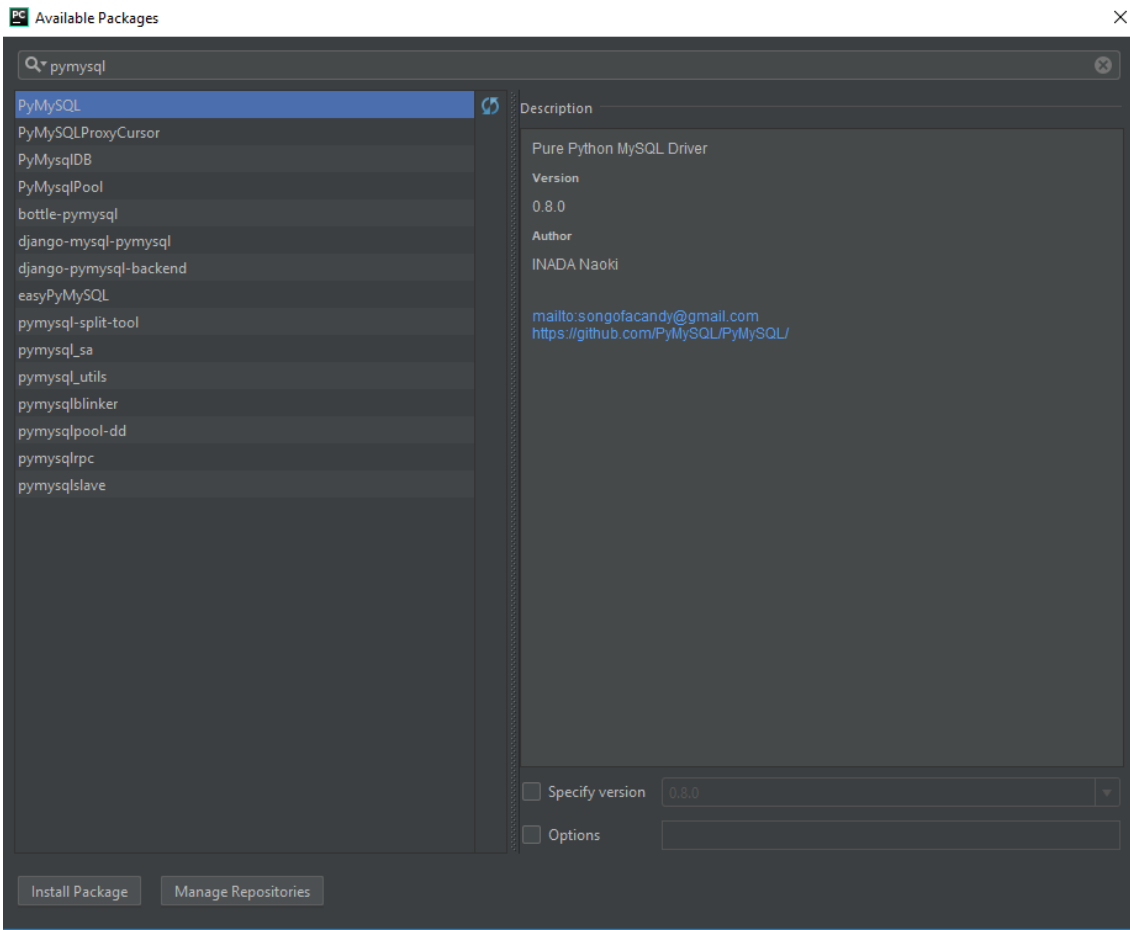 PC Available Packages
pymysql
PyMySQL
PyMySQLProxyCursor
PyMysqlDB
PyMysqlPool
bottle-pymysql
django-mysql-pymysql
django-pymysql-backend
easyPyMySQL
pymysql-split-tool
pymysql_sa
pymysql_utils
pymysqlblinker
pymysqlpool-dd
pymysqlrpc
pymysqlslave
Description
Pure Python MySQL Driver
Version
0.8.0
Author
INADA Naoki
mailto:songofacandy@gmail.com
https://github.com/PyMySQL/PyMySQL/
Specify version 0.8.0
Options
Install Package Manage Repositories